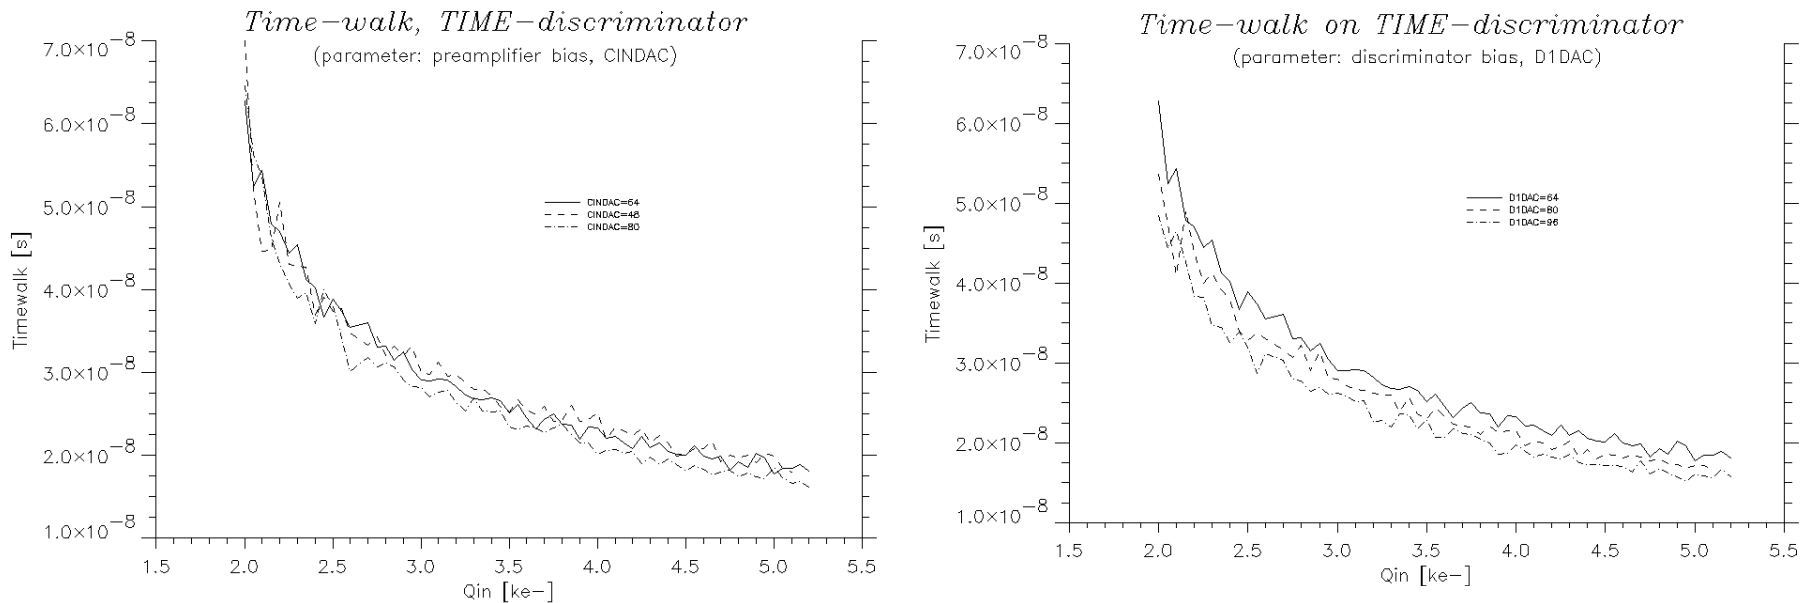 Time-walk, TIME-discriminator
(parameter: preamplifier bias, CINDAC)
7.0×10⁻⁸
6.0×10⁻⁸
5.0×10⁻⁸
4.0×10⁻⁸
3.0×10⁻⁸
2.0×10⁻⁸
1.0×10⁻⁸
Timewalk [s]
CINDAC=64
CINDAC=48
CINDAC=80
1.5 2.0 2.5 3.0 3.5 4.0 4.5 5.0 5.5
Qin [ke-]
Time-walk on TIME-discriminator
(parameter: discriminator bias, D1DAC)
7.0×10⁻⁸
6.0×10⁻⁸
5.0×10⁻⁸
4.0×10⁻⁸
3.0×10⁻⁸
2.0×10⁻⁸
1.0×10⁻⁸
Timewalk [s]
D1DAC=64
D1DAC=80
D1DAC=96
1.5 2.0 2.5 3.0 3.5 4.0 4.5 5.0 5.5
Qin [ke-]